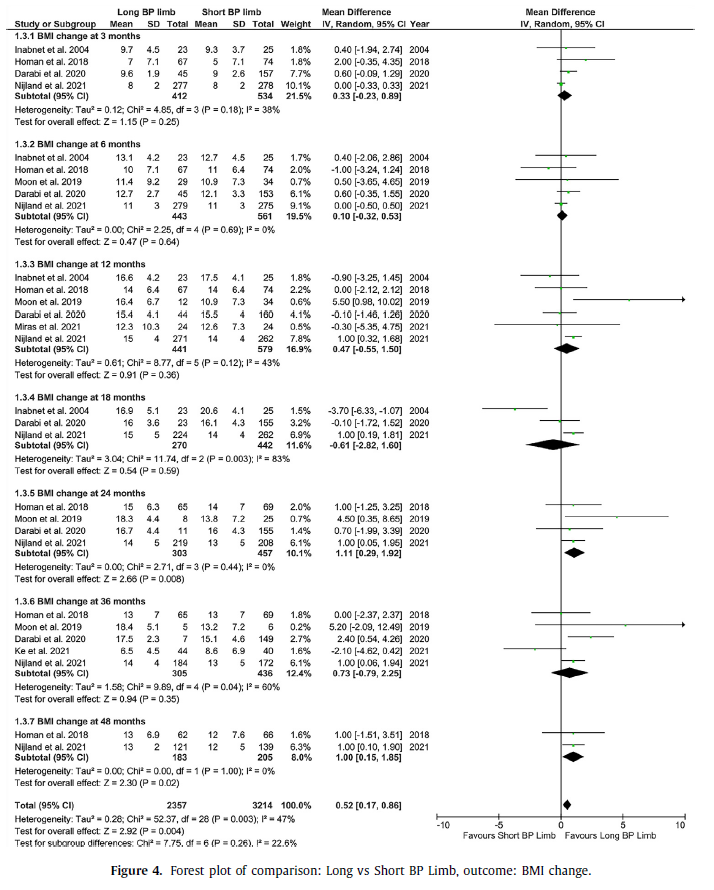 Long BP limb Short BP limb Mean Difference Mean Difference
Study or Subgroup Mean SD Total Mean SD Total Weight IV, Random, 95% CI Year IV, Random, 95% CI
1.3.1 BMI change at 3 months
Inabnet et al. 2004 9.7 4.5 23 9.3 3.7 25 1.8% 0.40 [-1.94, 2.74] 2004
Homan et al. 2018 7 7.1 67 5 7.1 74 1.8% 2.00 [-0.35, 4.35] 2018
Darabi et al. 2020 9.6 1.9 45 9 2.6 157 7.7% 0.60 [-0.09, 1.29] 2020
Nijland et al. 2021 8 2 277 8 2 278 10.1% 0.00 [-0.33, 0.33] 2021
Subtotal (95% CI) 412 534 21.5% 0.33 [-0.23, 0.89]
Heterogeneity: Tau² = 0.12; Chi² = 4.85, df = 3 (P = 0.18); I² = 38%
Test for overall effect: Z = 1.15 (P = 0.25)
1.3.2 BMI change at 6 months
Inabnet et al. 2004 13.1 4.2 23 12.7 4.5 25 1.7% 0.40 [-2.06, 2.86] 2004
Homan et al. 2018 10 7.1 67 11 6.4 74 1.9% -1.00 [-3.24, 1.24] 2018
Moon et al. 2019 11.4 9.2 29 10.9 7.3 34 0.7% 0.50 [-3.65, 4.65] 2019
Darabi et al. 2020 12.7 2.7 45 12.1 3.3 153 6.5% 0.60 [-0.35, 1.55] 2020
Nijland et al. 2021 11 3 279 11 3 275 8.8% 0.00 [-0.50, 0.50] 2021
Subtotal (95% CI) 443 561 19.5% 0.10 [-0.32, 0.53]
Heterogeneity: Tau² = 0.00; Chi² = 2.25, df = 4 (P = 0.69); I² = 0%
Test for overall effect: Z = 0.47 (P = 0.64)
1.3.3 BMI change at 12 months
Inabnet et al. 2004 16.6 4.2 23 17.5 4.1 25 1.8% -0.90 [-3.25, 1.45] 2004
Homan et al. 2018 14 6.4 67 14 6.4 74 2.2% 0.00 [-2.12, 2.12] 2018
Moon et al. 2019 16.4 6.7 12 10.9 7.3 34 0.6% 5.50 [0.98, 10.02] 2019
Darabi et al. 2020 15.4 4.1 44 15.5 4 160 4.0% -0.10 [-1.46, 1.26] 2020
Miras et al. 2021 12.3 10.3 24 12.6 7.3 24 0.5% -0.30 [-5.35, 4.75] 2021
Nijland et al. 2021 15 4 271 14 4 262 7.8% 1.00 [0.32, 1.68] 2021
Subtotal (95% CI) 441 579 16.9% 0.47 [-0.55, 1.50]
Heterogeneity: Tau² = 0.61; Chi² = 8.77, df = 5 (P = 0.12); I² = 43%
Test for overall effect: Z = 0.91 (P = 0.36)
1.3.4 BMI change at 18 months
Inabnet et al. 2004 16.9 5.1 23 20.6 4.1 25 1.5% -3.70 [-6.33, -1.07] 2004
Darabi et al. 2020 16 3.6 23 16.1 4.3 155 3.1% -0.10 [-1.72, 1.52] 2020
Nijland et al. 2021 15 5 224 14 4 262 7.1% 1.00 [0.19, 1.81] 2021
Subtotal (95% CI) 270 442 11.6% -0.61 [-2.82, 1.60]
Heterogeneity: Tau² = 3.04; Chi² = 11.74, df = 2 (P = 0.003); I² = 83%
Test for overall effect: Z = 0.54 (P = 0.59)
1.3.5 BMI change at 24 months
Homan et al. 2018 15 6.3 65 14 7 69 2.0% 1.00 [-1.25, 3.25] 2018
Moon et al. 2019 18.3 4.4 8 13.8 7.2 25 0.7% 4.50 [0.35, 8.65] 2019
Darabi et al. 2020 16.7 4.4 11 16 4.3 155 1.4% 0.70 [-1.99, 3.39] 2020
Nijland et al. 2021 14 5 219 13 5 208 6.1% 1.00 [0.05, 1.95] 2021
Subtotal (95% CI) 303 457 10.1% 1.11 [0.29, 1.92]
Heterogeneity: Tau² = 0.00; Chi² = 2.71, df = 3 (P = 0.44); I² = 0%
Test for overall effect: Z = 2.66 (P = 0.008)
1.3.6 BMI change at 36 months
Homan et al. 2018 13 7 65 13 7 69 1.8% 0.00 [-2.37, 2.37] 2018
Moon et al. 2019 18.4 5.1 5 13.2 7.2 6 0.2% 5.20 [-2.09, 12.49] 2019
Darabi et al. 2020 17.5 2.3 7 15.1 4.6 149 2.6% 2.40 [0.54, 4.26] 2020
Ke et al. 2021 6.5 4.5 44 8.6 6.9 40 1.6% -2.10 [-4.62, 0.42] 2021
Nijland et al. 2021 14 4 184 13 5 172 6.1% 1.00 [0.06, 1.94] 2021
Subtotal (95% CI) 305 436 12.4% 0.73 [-0.79, 2.25]
Heterogeneity: Tau² = 1.58; Chi² = 9.89, df = 4 (P = 0.04); I² = 60%
Test for overall effect: Z = 0.94 (P = 0.35)
1.3.7 BMI change at 48 months
Homan et al. 2018 13 6.9 62 12 7.6 66 1.6% 1.00 [-1.51, 3.51] 2018
Nijland et al. 2021 13 2 121 12 5 139 6.3% 1.00 [0.10, 1.90] 2021
Subtotal (95% CI) 183 205 8.0% 1.00 [0.15, 1.85]
Heterogeneity: Tau² = 0.00; Chi² = 0.00, df = 1 (P = 1.00); I² = 0%
Test for overall effect: Z = 2.30 (P = 0.02)
Total (95% CI) 2357 3214 100.0% 0.52 [0.17, 0.86]
Heterogeneity: Tau² = 0.28; Chi² = 52.37, df = 28 (P = 0.003); I² = 47%
Test for overall effect: Z = 2.92 (P = 0.004)
Test for subgroup differences: Chi² = 7.75, df = 6 (P = 0.26), I² = 22.6%
-10 -5 0 5 10
Favours Short BP Limb Favours Long BP Limb
Figure 4. Forest plot of comparison: Long vs Short BP Limb, outcome: BMI change.